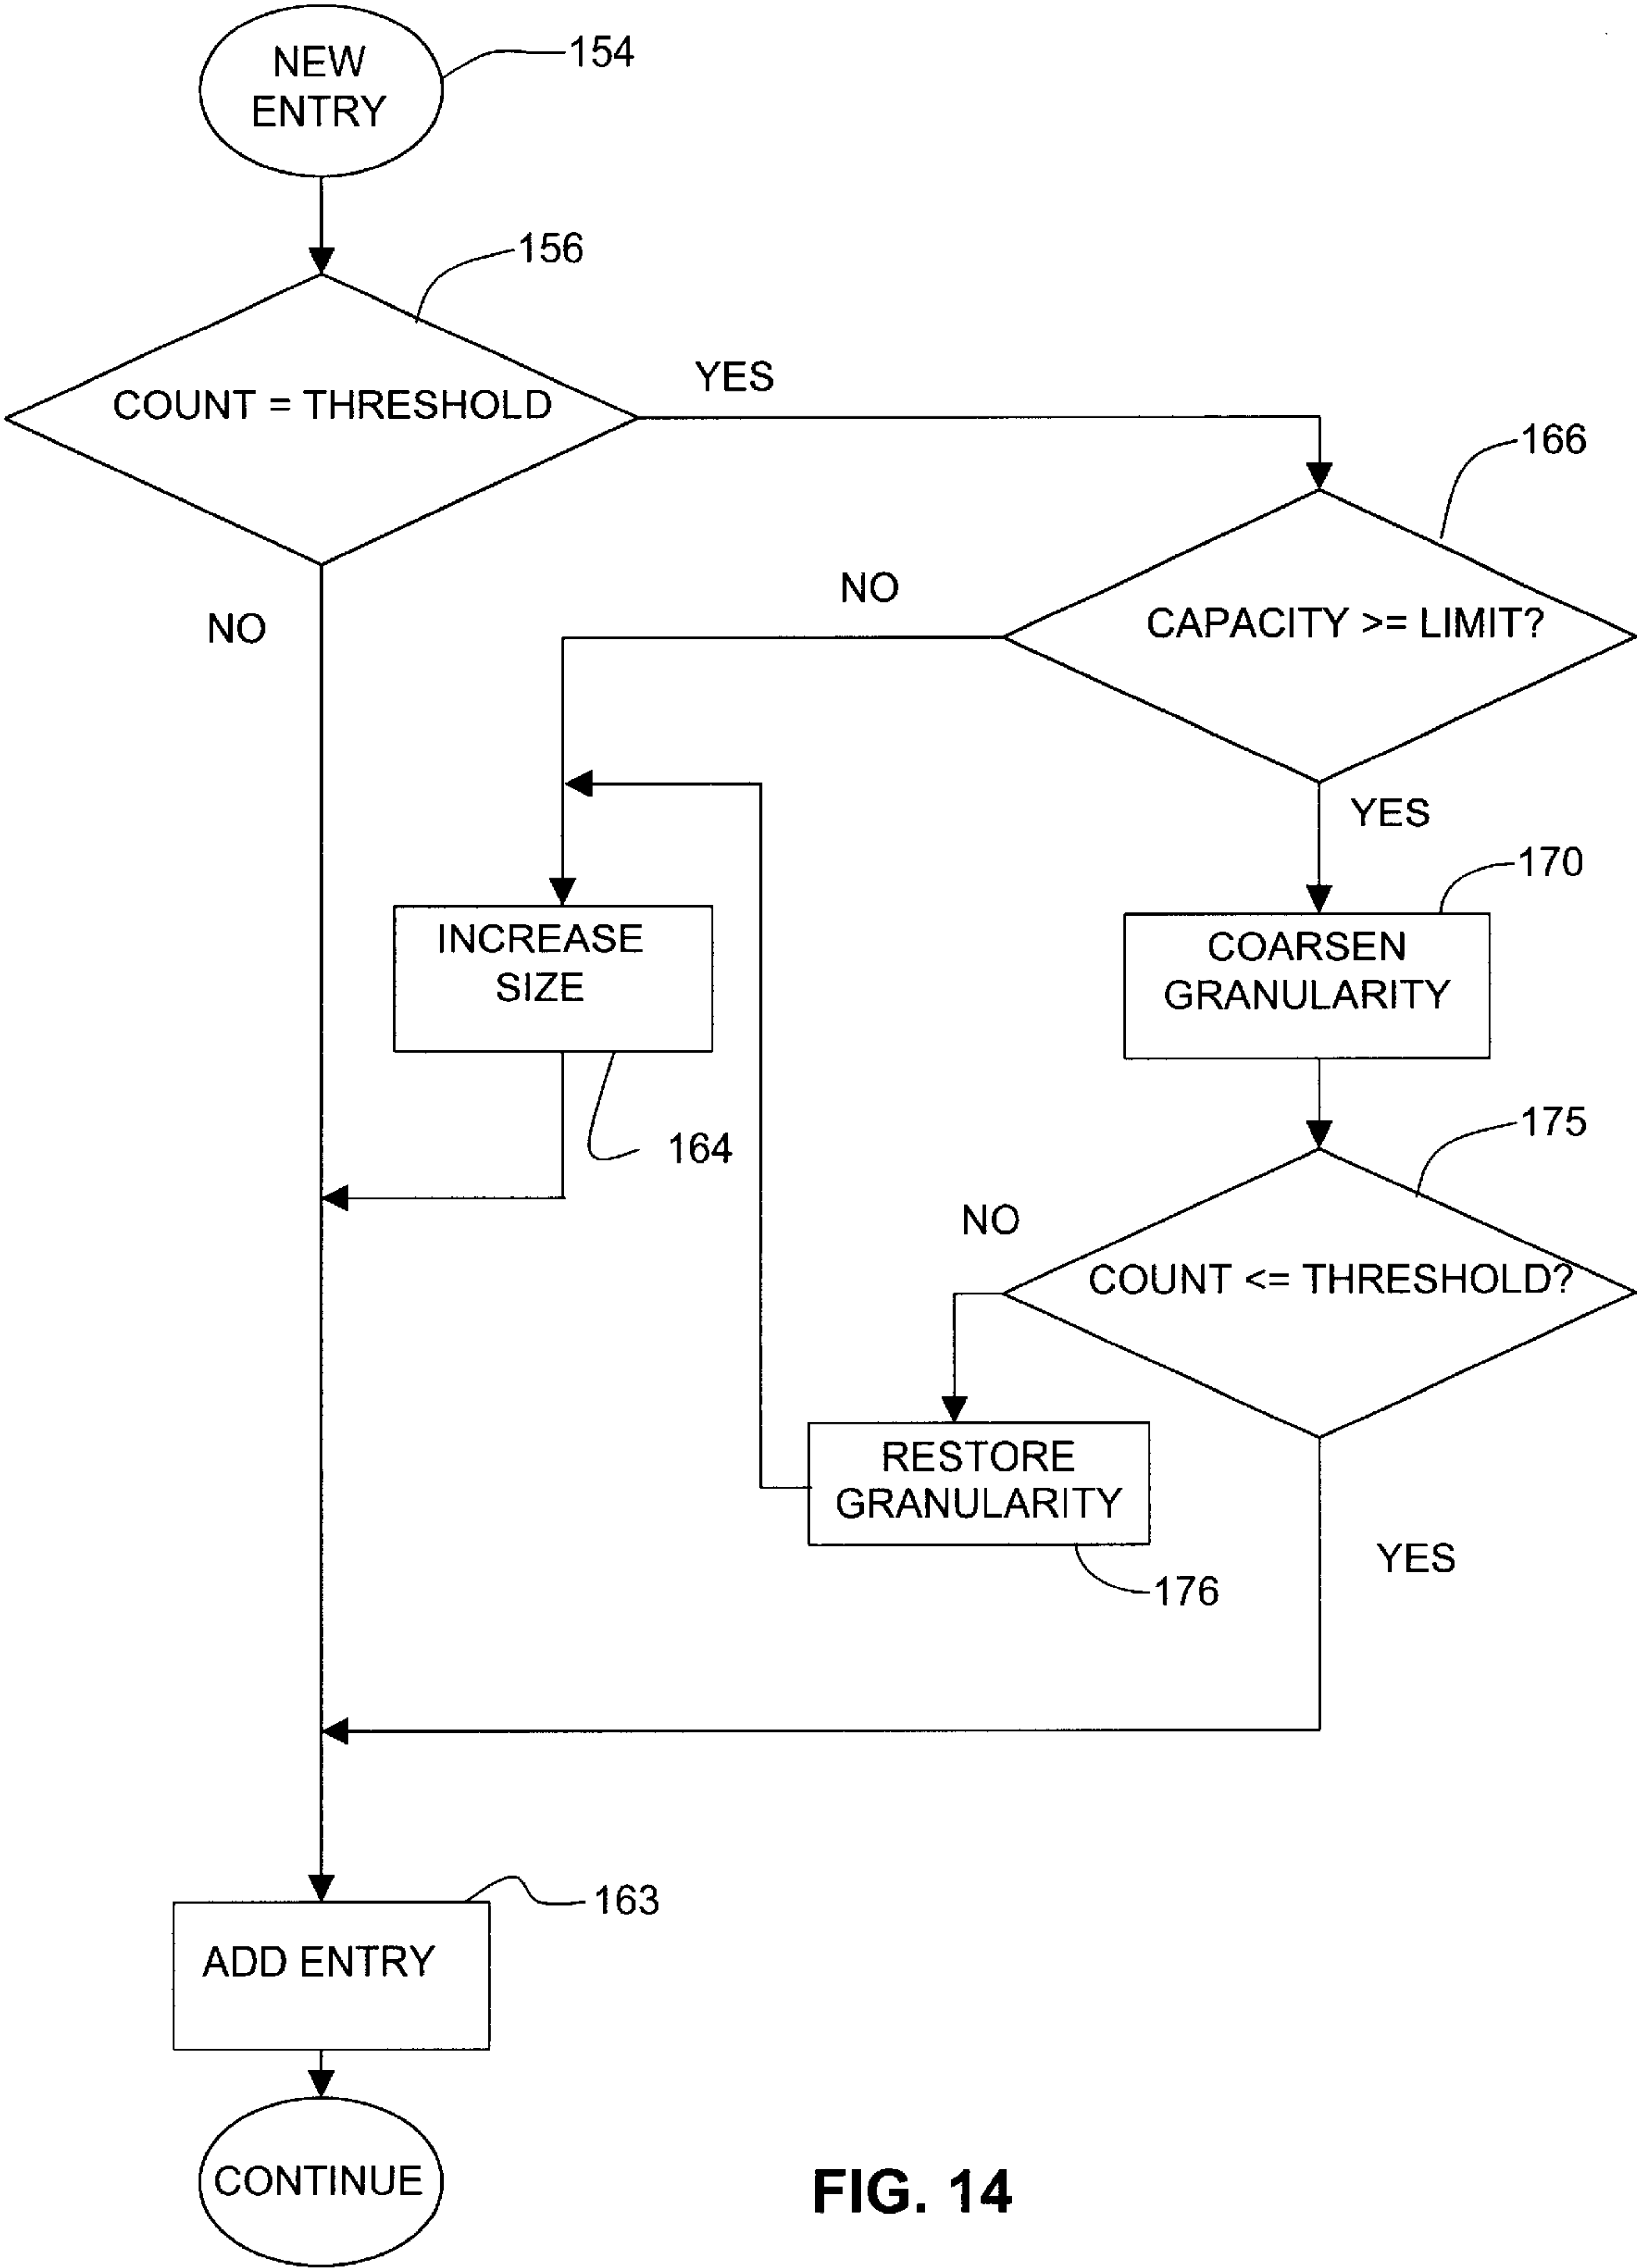 NEW
ENTRY
154
156
COUNT = THRESHOLD
YES
166
NO
CAPACITY >= LIMIT?
NO
YES
170
INCREASE
SIZE
COARSEN
GRANULARITY
164
175
NO
COUNT <= THRESHOLD?
RESTORE
GRANULARITY
YES
176
163
ADD ENTRY
CONTINUE
FIG. 14